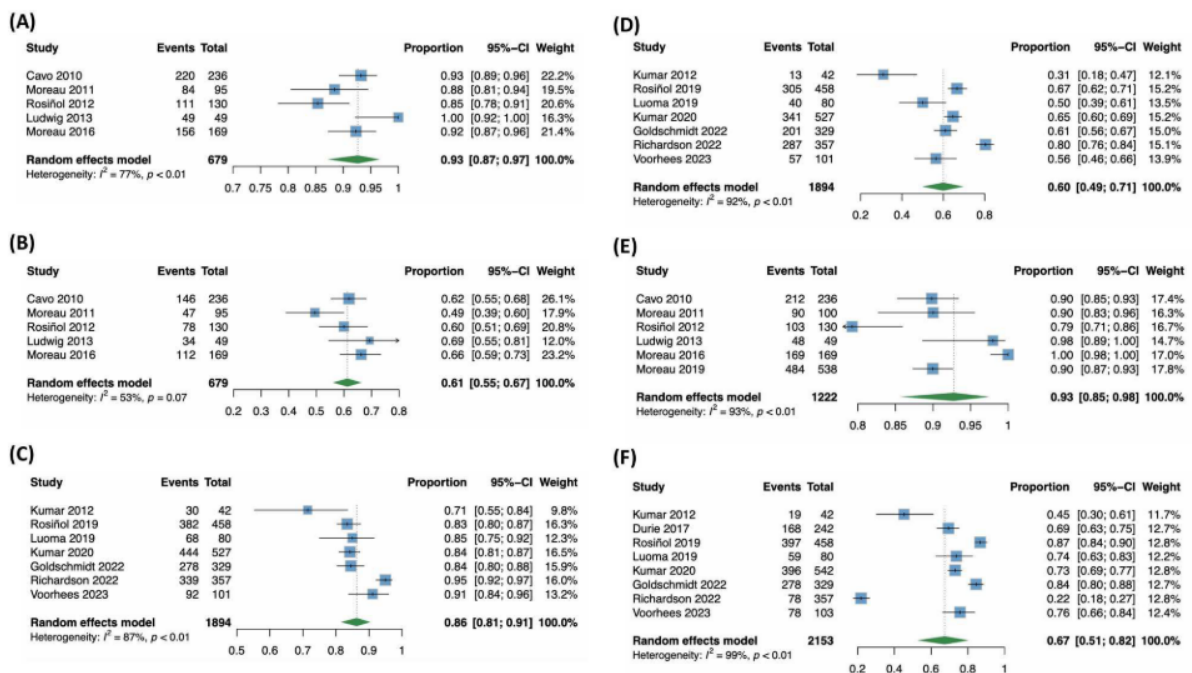 (A)
Study Events Total Proportion 95%−CI Weight
Cavo 2010 220 236 0.93 [0.89; 0.96] 22.2%
Moreau 2011 84 95 0.88 [0.81; 0.94] 19.5%
Rosiñol 2012 111 130 0.85 [0.78; 0.91] 20.6%
Ludwig 2013 49 49 1.00 [0.92; 1.00] 16.3%
Moreau 2016 156 169 0.92 [0.87; 0.96] 21.4%
Random effects model 679 0.93 [0.87; 0.97] 100.0%
Heterogeneity: I² = 77%, p < 0.01
0.7 0.75 0.8 0.85 0.9 0.95 1
(B)
Study Events Total Proportion 95%−CI Weight
Cavo 2010 146 236 0.62 [0.55; 0.68] 26.1%
Moreau 2011 47 95 0.49 [0.39; 0.60] 17.9%
Rosiñol 2012 78 130 0.60 [0.51; 0.69] 20.8%
Ludwig 2013 34 49 0.69 [0.55; 0.81] 12.0%
Moreau 2016 112 169 0.66 [0.59; 0.73] 23.2%
Random effects model 679 0.61 [0.55; 0.67] 100.0%
Heterogeneity: I² = 53%, p = 0.07
0.2 0.3 0.4 0.5 0.6 0.7 0.8
(C)
Study Events Total Proportion 95%−CI Weight
Kumar 2012 30 42 0.71 [0.55; 0.84] 9.8%
Rosiñol 2019 382 458 0.83 [0.80; 0.87] 16.3%
Luoma 2019 68 80 0.85 [0.75; 0.92] 12.3%
Kumar 2020 444 527 0.84 [0.81; 0.87] 16.5%
Goldschmidt 2022 278 329 0.84 [0.80; 0.88] 15.9%
Richardson 2022 339 357 0.95 [0.92; 0.97] 16.0%
Voorhees 2023 92 101 0.91 [0.84; 0.96] 13.2%
Random effects model 1894 0.86 [0.81; 0.91] 100.0%
Heterogeneity: I² = 87%, p < 0.01
0.5 0.6 0.7 0.8 0.9 1
(D)
Study Events Total Proportion 95%−CI Weight
Kumar 2012 13 42 0.31 [0.18; 0.47] 12.1%
Rosiñol 2019 305 458 0.67 [0.62; 0.71] 15.2%
Luoma 2019 40 80 0.50 [0.39; 0.61] 13.5%
Kumar 2020 341 527 0.65 [0.60; 0.69] 15.2%
Goldschmidt 2022 201 329 0.61 [0.56; 0.67] 15.0%
Richardson 2022 287 357 0.80 [0.76; 0.84] 15.1%
Voorhees 2023 57 101 0.56 [0.46; 0.66] 13.9%
Random effects model 1894 0.60 [0.49; 0.71] 100.0%
Heterogeneity: I² = 92%, p < 0.01
0.2 0.4 0.6 0.8
(E)
Study Events Total Proportion 95%−CI Weight
Cavo 2010 212 236 0.90 [0.85; 0.93] 17.4%
Moreau 2011 90 100 0.90 [0.83; 0.96] 16.3%
Rosiñol 2012 103 130 0.79 [0.71; 0.86] 16.7%
Ludwig 2013 48 49 0.98 [0.89; 1.00] 14.7%
Moreau 2016 169 169 1.00 [0.98; 1.00] 17.0%
Moreau 2019 484 538 0.90 [0.87; 0.93] 17.8%
Random effects model 1222 0.93 [0.85; 0.98] 100.0%
Heterogeneity: I² = 93%, p < 0.01
0.8 0.85 0.9 0.95 1
(F)
Study Events Total Proportion 95%−CI Weight
Kumar 2012 19 42 0.45 [0.30; 0.61] 11.7%
Durie 2017 168 242 0.69 [0.63; 0.75] 12.7%
Rosiñol 2019 397 458 0.87 [0.84; 0.90] 12.8%
Luoma 2019 59 80 0.74 [0.63; 0.83] 12.2%
Kumar 2020 396 542 0.73 [0.69; 0.77] 12.8%
Goldschmidt 2022 278 329 0.84 [0.80; 0.88] 12.7%
Richardson 2022 78 357 0.22 [0.18; 0.27] 12.8%
Voorhees 2023 78 103 0.76 [0.66; 0.84] 12.4%
Random effects model 2153 0.67 [0.51; 0.82] 100.0%
Heterogeneity: I² = 99%, p < 0.01
0.2 0.4 0.6 0.8 1